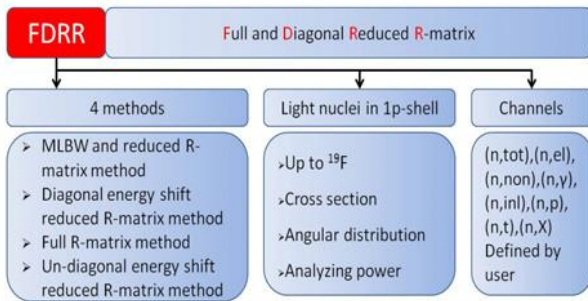 FDRR
Full and Diagonal Reduced R-matrix
4 methods
➢ MLBW and reduced R-
matrix method
➢ Diagonal energy shift
reduced R-matrix method
➢ Full R-matrix method
➢ Un-diagonal energy shift
reduced R-matrix method
Light nuclei in 1p-shell
➢Up to ¹⁹F
➢Cross section
➢Angular distribution
➢Analyzing power
Channels
(n,tot),(n,el)
(n,non),(n,γ)
(n,inl),(n,p),
(n,t),(n,X)
Defined by
user